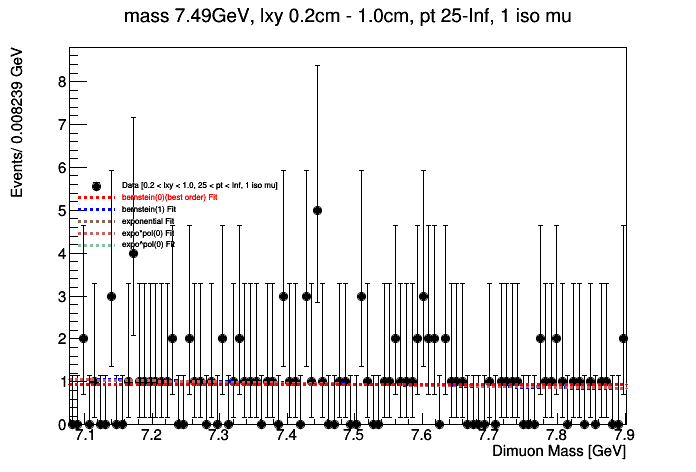 mass 7.49GeV, lxy 0.2cm - 1.0cm, pt 25-Inf, 1 iso mu
Events/ 0.008239 GeV
8
7
6
5
4
3
2
1
0
Data [0.2 < lxy < 1.0, 25 < pt < Inf, 1 iso mu]
bernstein(0)(best order) Fit
bernstein(1) Fit
exponential Fit
expo*pol(0) Fit
expo^pol(0) Fit
7.1 7.2 7.3 7.4 7.5 7.6 7.7 7.8 7.9
Dimuon Mass [GeV]